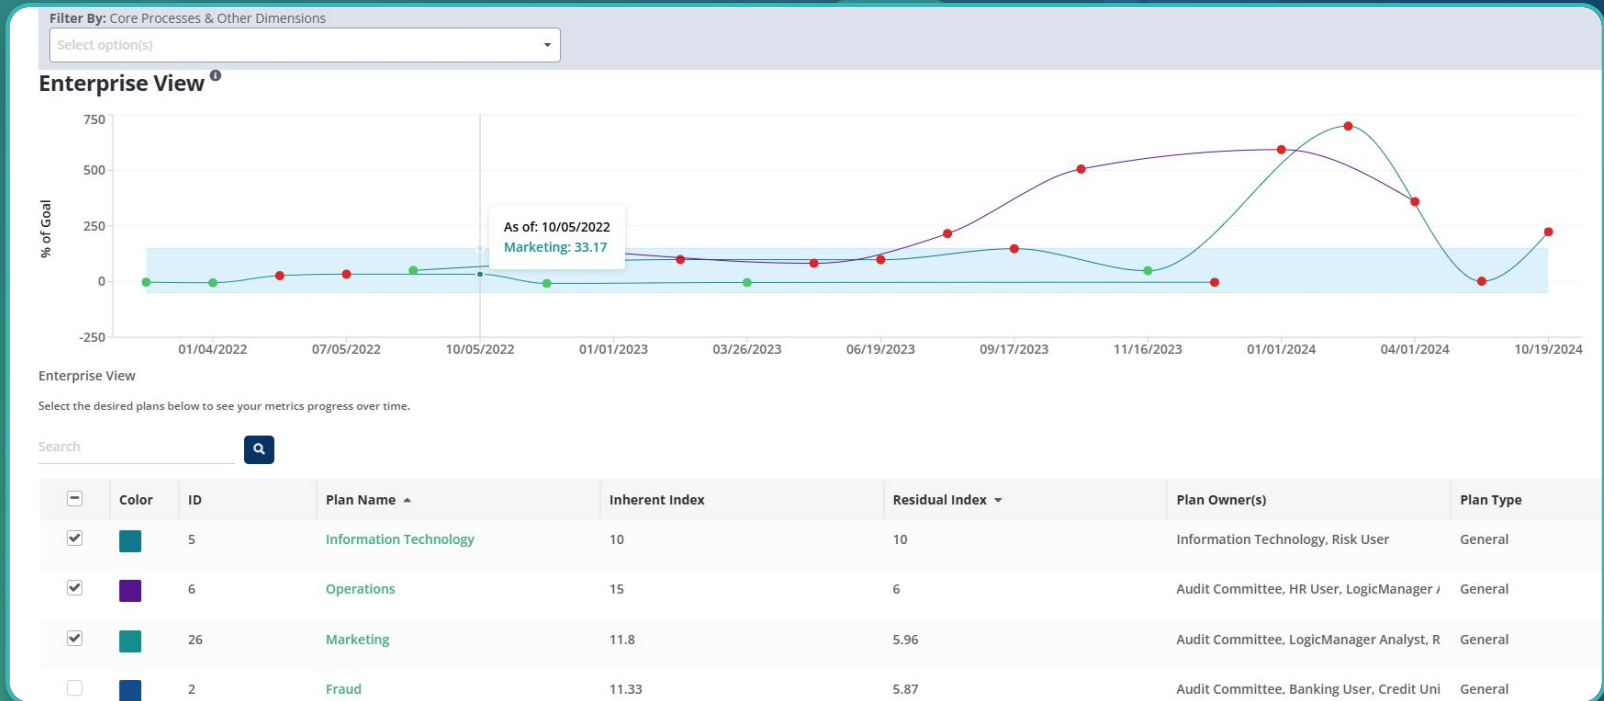 Filter By: Core Processes & Other Dimensions
Select option(s)
Enterprise View
750
500
250
0
-250
% of Goal
As of: 10/05/2022
Marketing: 33.17
01/04/2022 07/05/2022 10/05/2022 01/01/2023 03/26/2023 06/19/2023 09/17/2023 11/16/2023 01/01/2024 04/01/2024 10/19/2024
Enterprise View
Select the desired plans below to see your metrics progress over time.
Search
Color ID Plan Name Inherent Index Residual Index Plan Owner(s) Plan Type
5 Information Technology 10 10 Information Technology, Risk User General
6 Operations 15 6 Audit Committee, HR User, LogicManager General
26 Marketing 11.8 5.96 Audit Committee, LogicManager Analyst, R General
2 Fraud 11.33 5.87 Audit Committee, Banking User, Credit Uni General